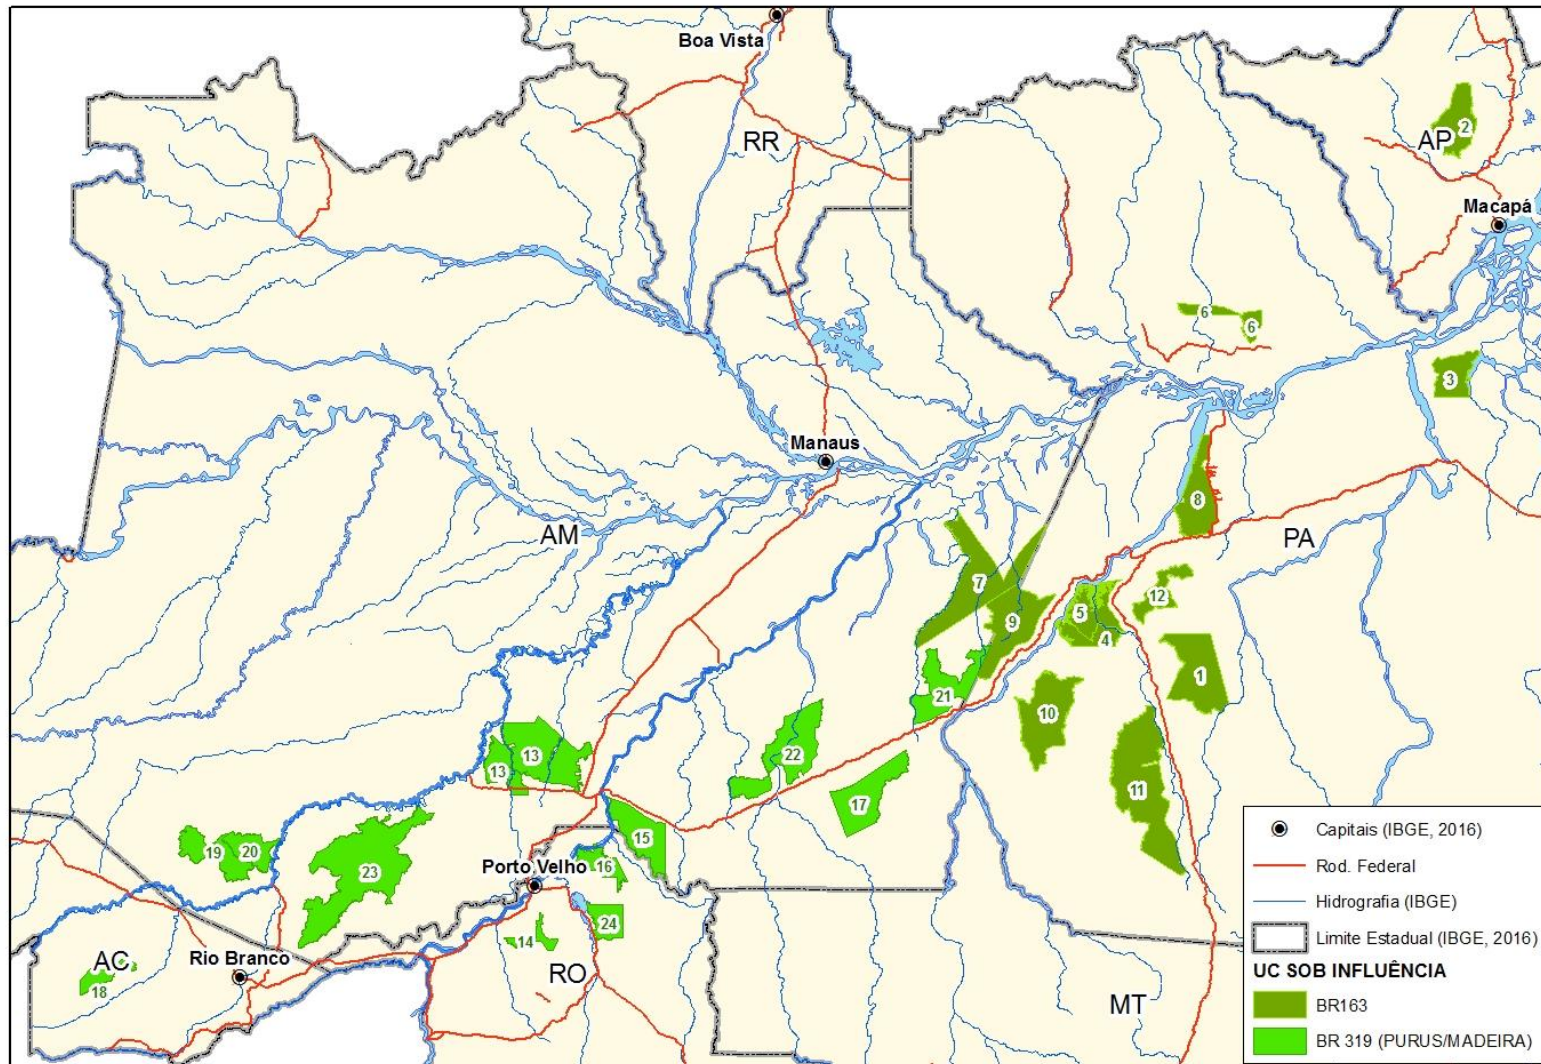 Boa Vista
RR
2
AP
Macapá
6
6
3
Manaus
8
AM
PA
7
12
5
9
4
1
21
10
13
22
13
11
17
15
19
20
16
Porto Velho
23
24
14
Rio Branco
AC
RO
18
MT
Capitais (IBGE, 2016)
Rod. Federal
Hidrografia (IBGE)
Limite Estadual (IBGE, 2016)
UC SOB INFLUÊNCIA
BR163
BR 319 (PURUS/MADEIRA)